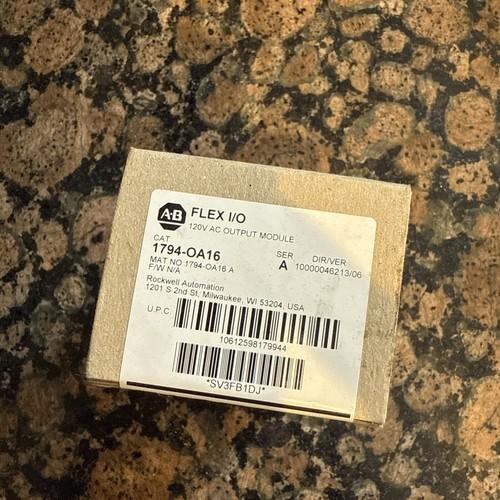 A-B
FLEX I/O
120V AC OUTPUT MODULE
CAT
1794-OA16
SER
A
DIR/VER
10000046213/06
MAT NO 1794-OA16 A
F/W N/A
Rockwell Automation
1201 S 2nd St, Milwaukee, WI 53204, USA
U.P.C.
10612598179944
*SV3FB1DJ*